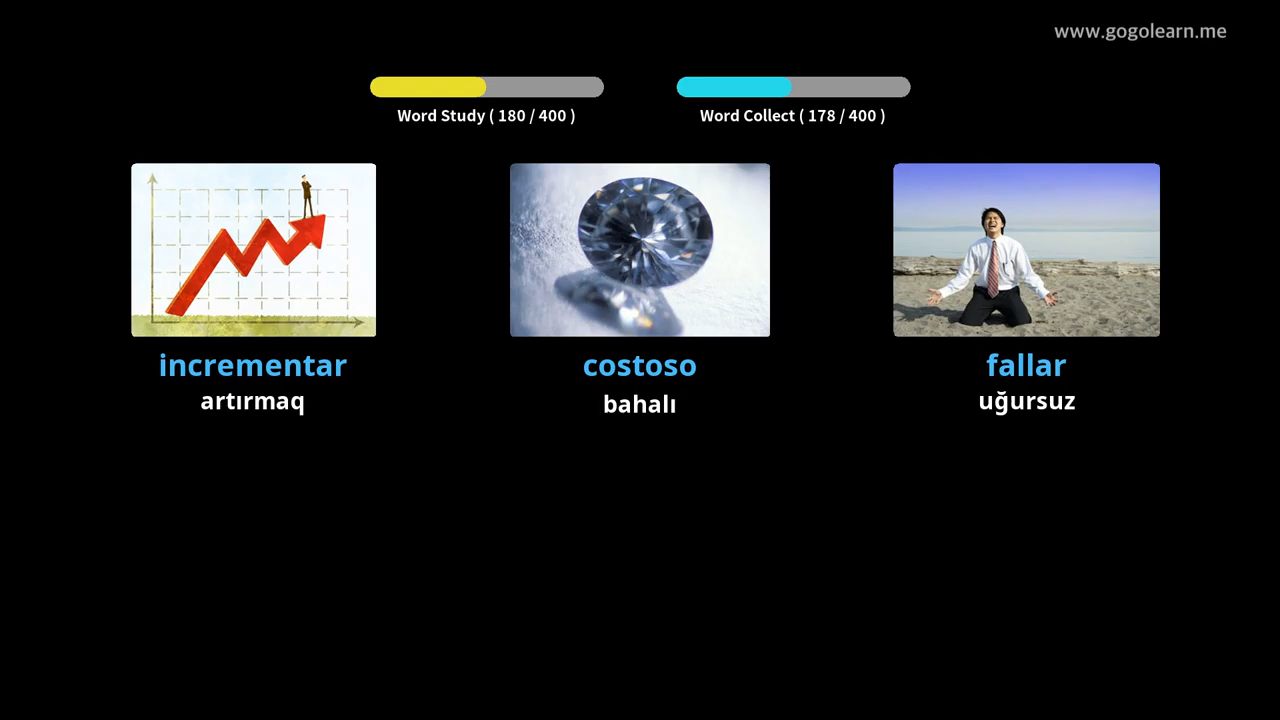 www.gogolearn.me
Word Study ( 180 / 400 )
Word Collect ( 178 / 400 )
incrementar
artırmaq
costoso
bahalı
fallar
uğursuz